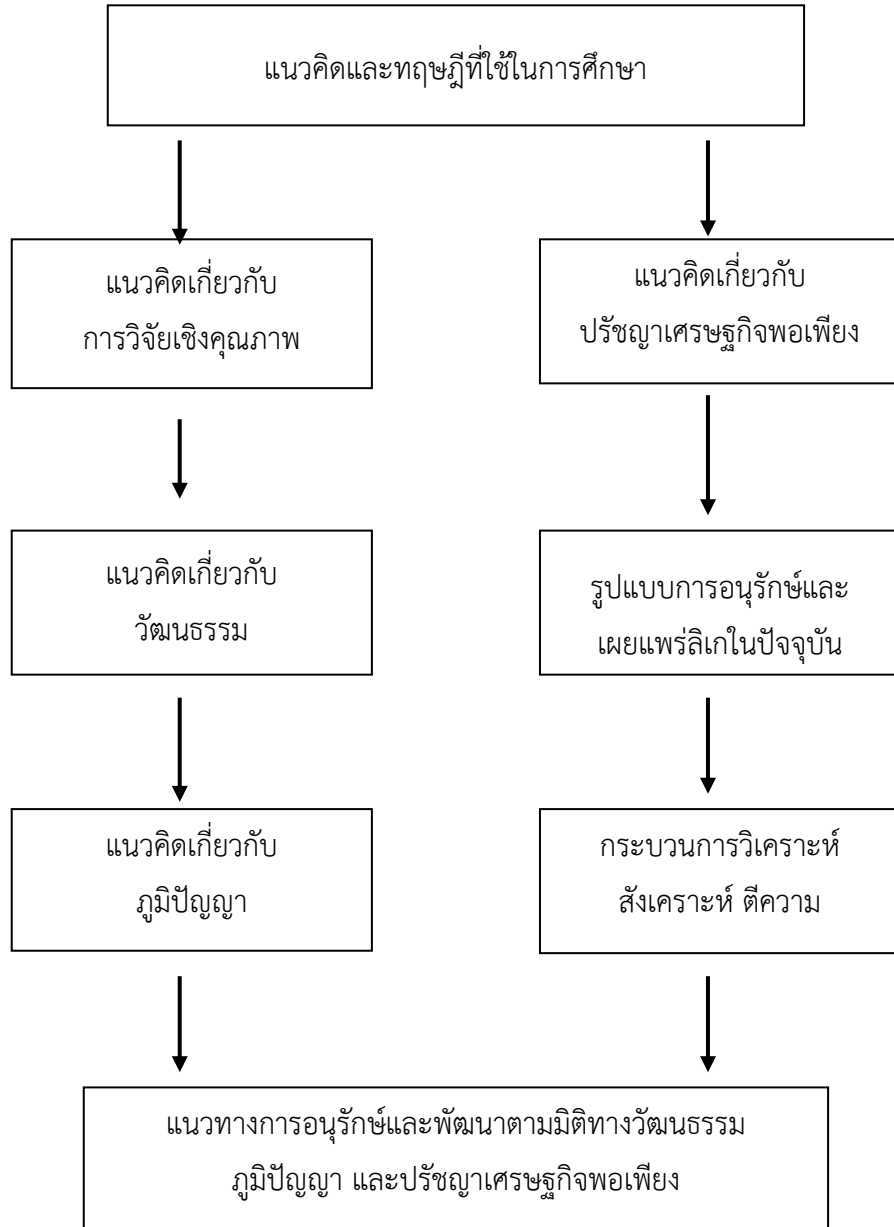 แนวคิดและทฤษฎีที่ใช้ในการศึกษา
แนวคิดเกี่ยวกับ
การวิจัยเชิงคุณภาพ
แนวคิดเกี่ยวกับ
ปรัชญาเศรษฐกิจพอเพียง
แนวคิดเกี่ยวกับ
วัฒนธรรม
รูปแบบการอนุรักษ์และ
เผยแพร่ลิเกในปัจจุบัน
แนวคิดเกี่ยวกับ
ภูมิปัญญา
กระบวนการวิเคราะห์
สังเคราะห์ ตีความ
แนวทางการอนุรักษ์และพัฒนาตามมิติทางวัฒนธรรม
ภูมิปัญญา และปรัชญาเศรษฐกิจพอเพียง